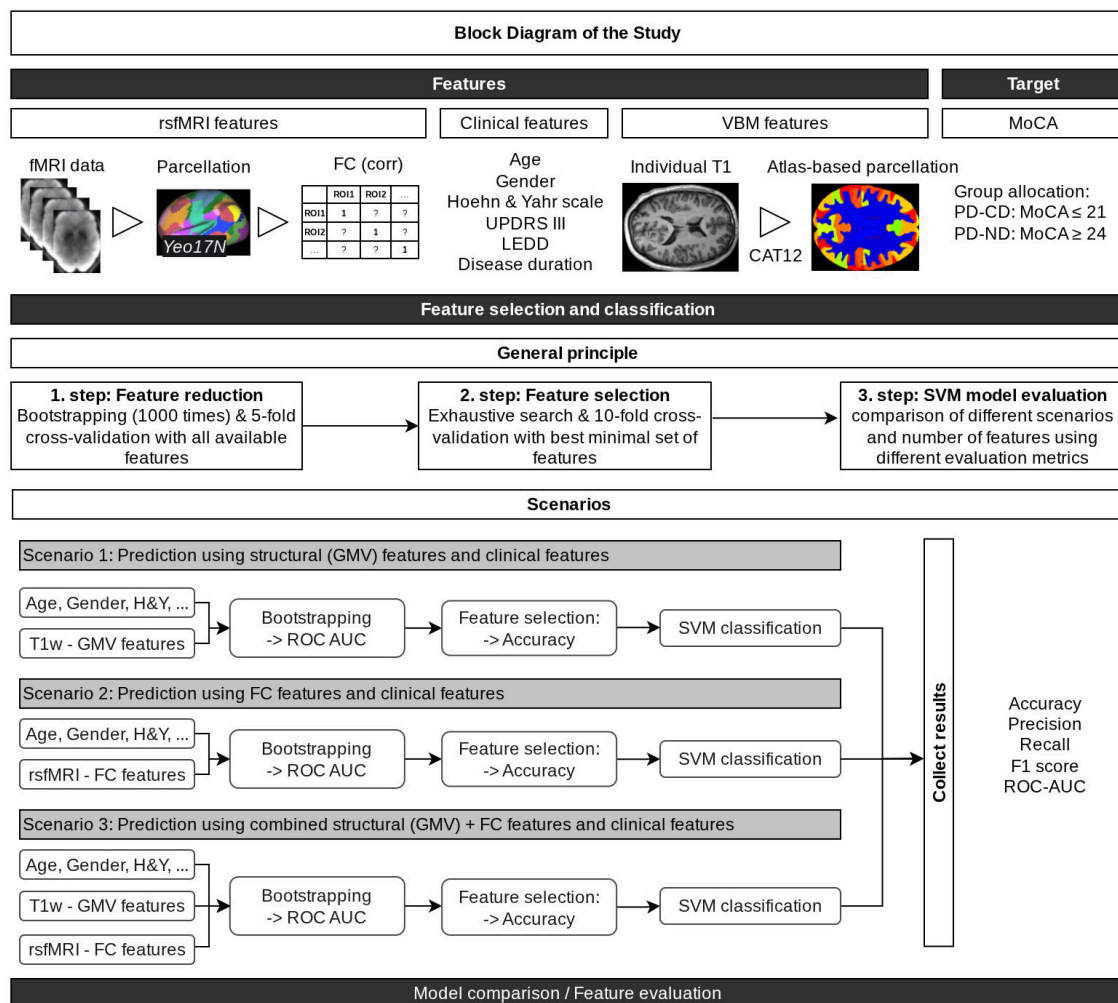 Block Diagram of the Study
Features
Target
rsfMRI features
Clinical features
VBM features
MoCA
fMRI data
Parcellation
Yeo17N
FC (corr)
ROI1 ROI2 ...
ROI1 1 ? ?
ROI2 ? 1 ?
... ? ? 1
Age
Gender
Hoehn & Yahr scale
UPDRS III
LEDD
Disease duration
Individual T1
CAT12
Atlas-based parcellation
Group allocation:
PD-CD: MoCA ≤ 21
PD-ND: MoCA ≥ 24
Feature selection and classification
General principle
1. step: Feature reduction
Bootstrapping (1000 times) & 5-fold
cross-validation with all available
features
2. step: Feature selection
Exhaustive search & 10-fold cross-
validation with best minimal set of
features
3. step: SVM model evaluation
comparison of different scenarios
and number of features using
different evaluation metrics
Scenarios
Scenario 1: Prediction using structural (GMV) features and clinical features
Age, Gender, H&Y, ...
T1w - GMV features
Bootstrapping
-> ROC AUC
Feature selection:
-> Accuracy
SVM classification
Scenario 2: Prediction using FC features and clinical features
Age, Gender, H&Y, ...
rsfMRI - FC features
Bootstrapping
-> ROC AUC
Feature selection:
-> Accuracy
SVM classification
Scenario 3: Prediction using combined structural (GMV) + FC features and clinical features
Age, Gender, H&Y, ...
T1w - GMV features
rsfMRI - FC features
Bootstrapping
-> ROC AUC
Feature selection:
-> Accuracy
SVM classification
Collect results
Accuracy
Precision
Recall
F1 score
ROC-AUC
Model comparison / Feature evaluation